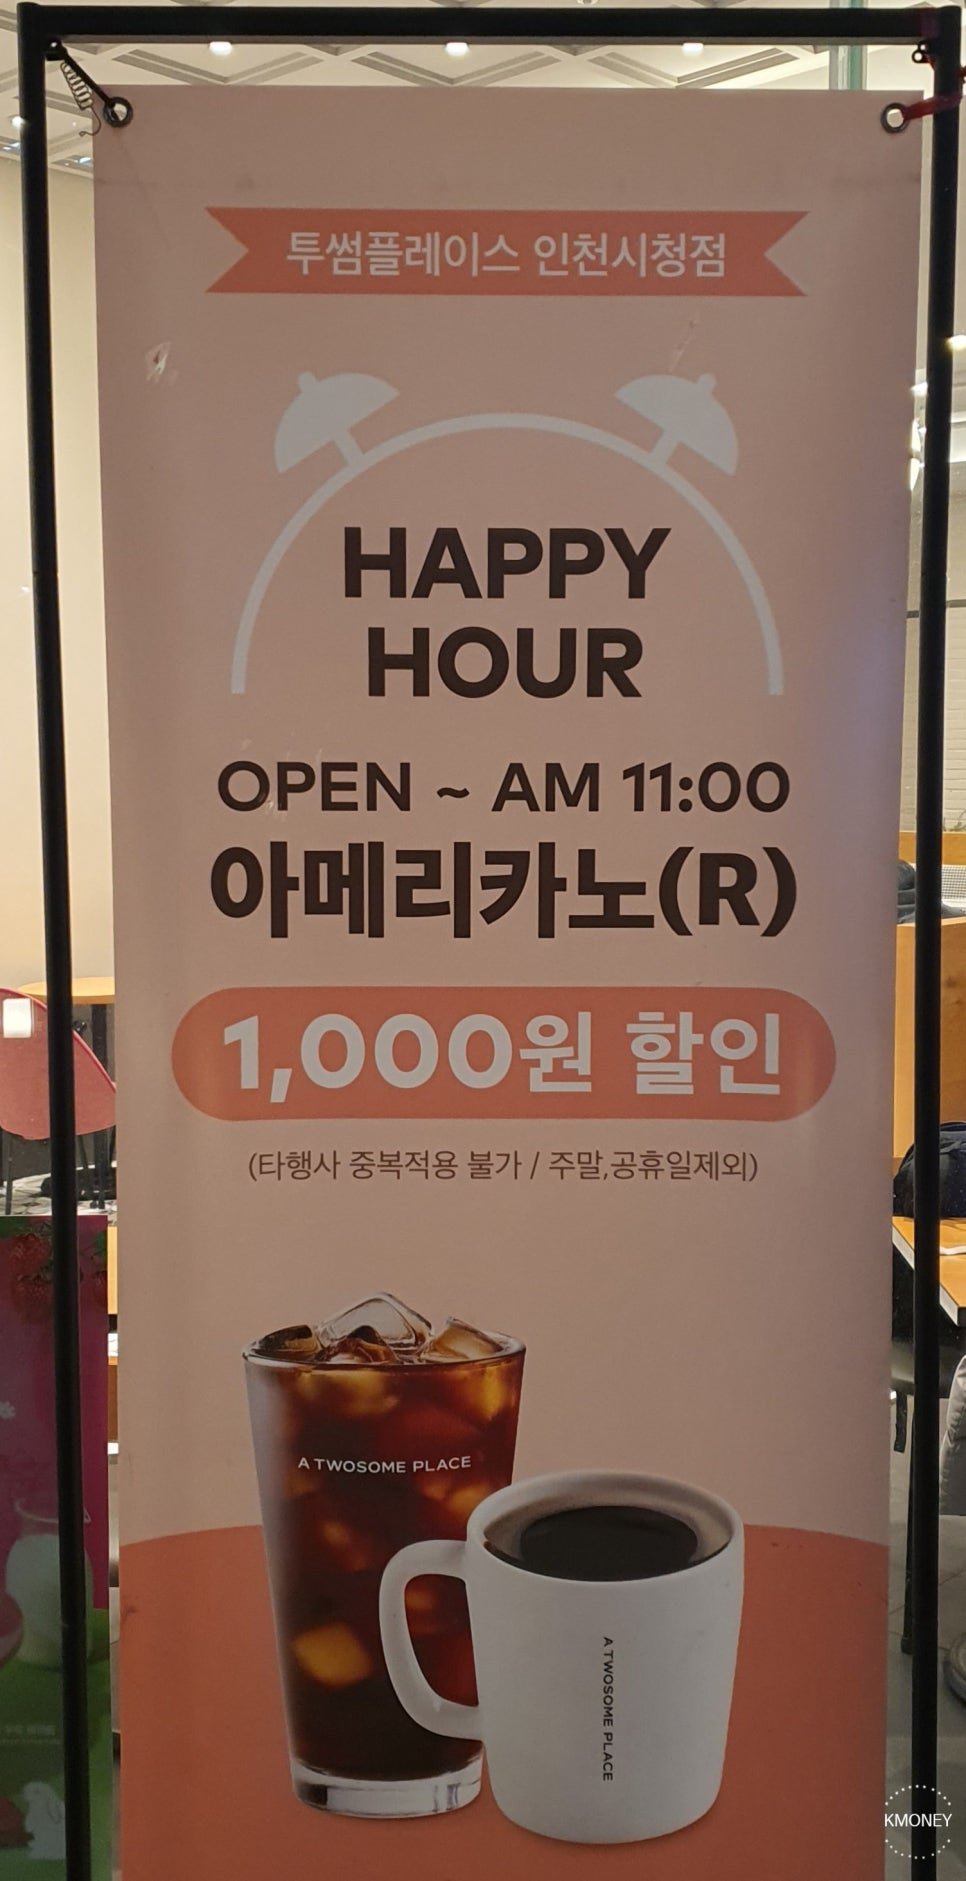 투썸플레이스 인천시청점
HAPPY
HOUR
OPEN ~ AM 11:00
아메리카노(R)
1,000원 할인
(타행사 중복적용 불가 / 주말,공휴일제외)
A TWOSOME PLACE
A TWOSOME PLACE
KMONEY